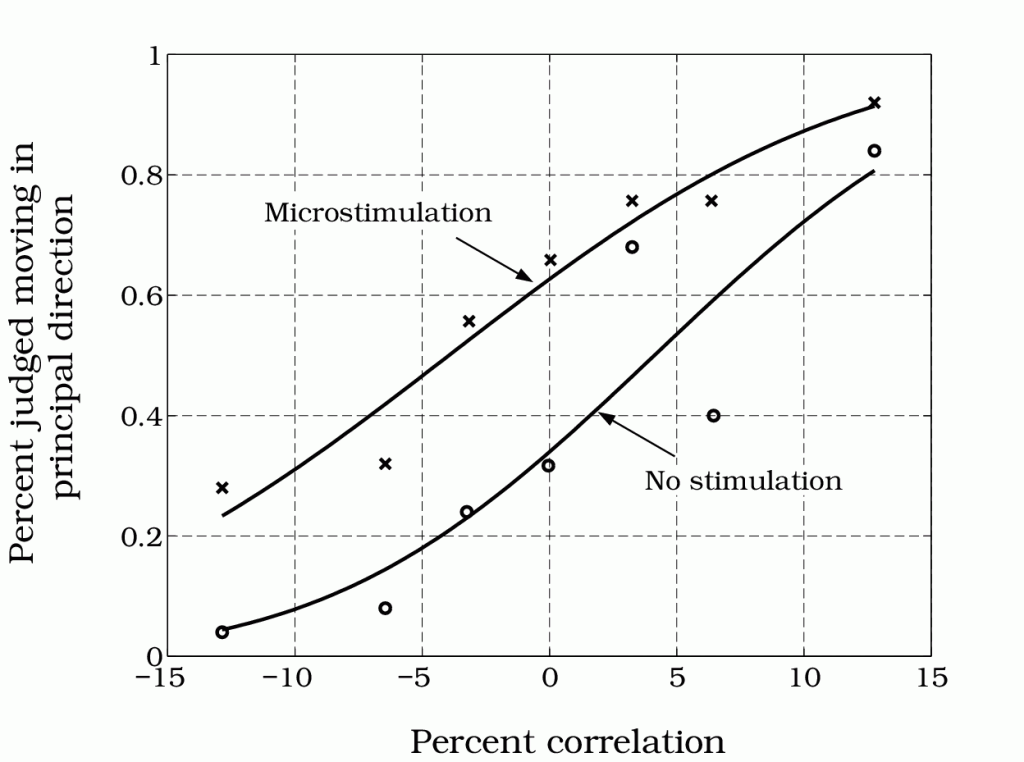 Percent judged moving in
principal direction
1
0.8
0.6
0.4
0.2
0
Microstimulation
No stimulation
−15 −10 −5 0 5 10 15
Percent correlation